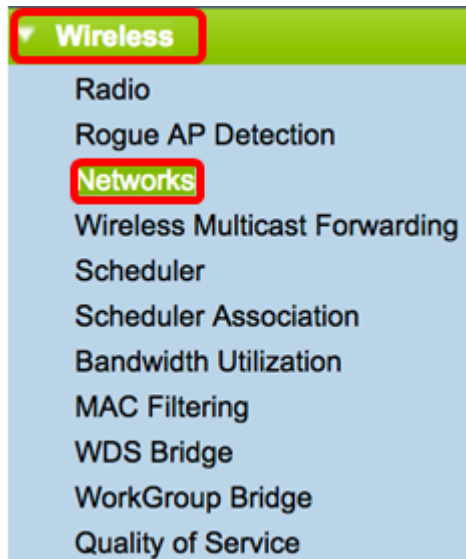 Wireless
Radio
Rogue AP Detection
Networks
Wireless Multicast Forwarding
Scheduler
Scheduler Association
Bandwidth Utilization
MAC Filtering
WDS Bridge
WorkGroup Bridge
Quality of Service